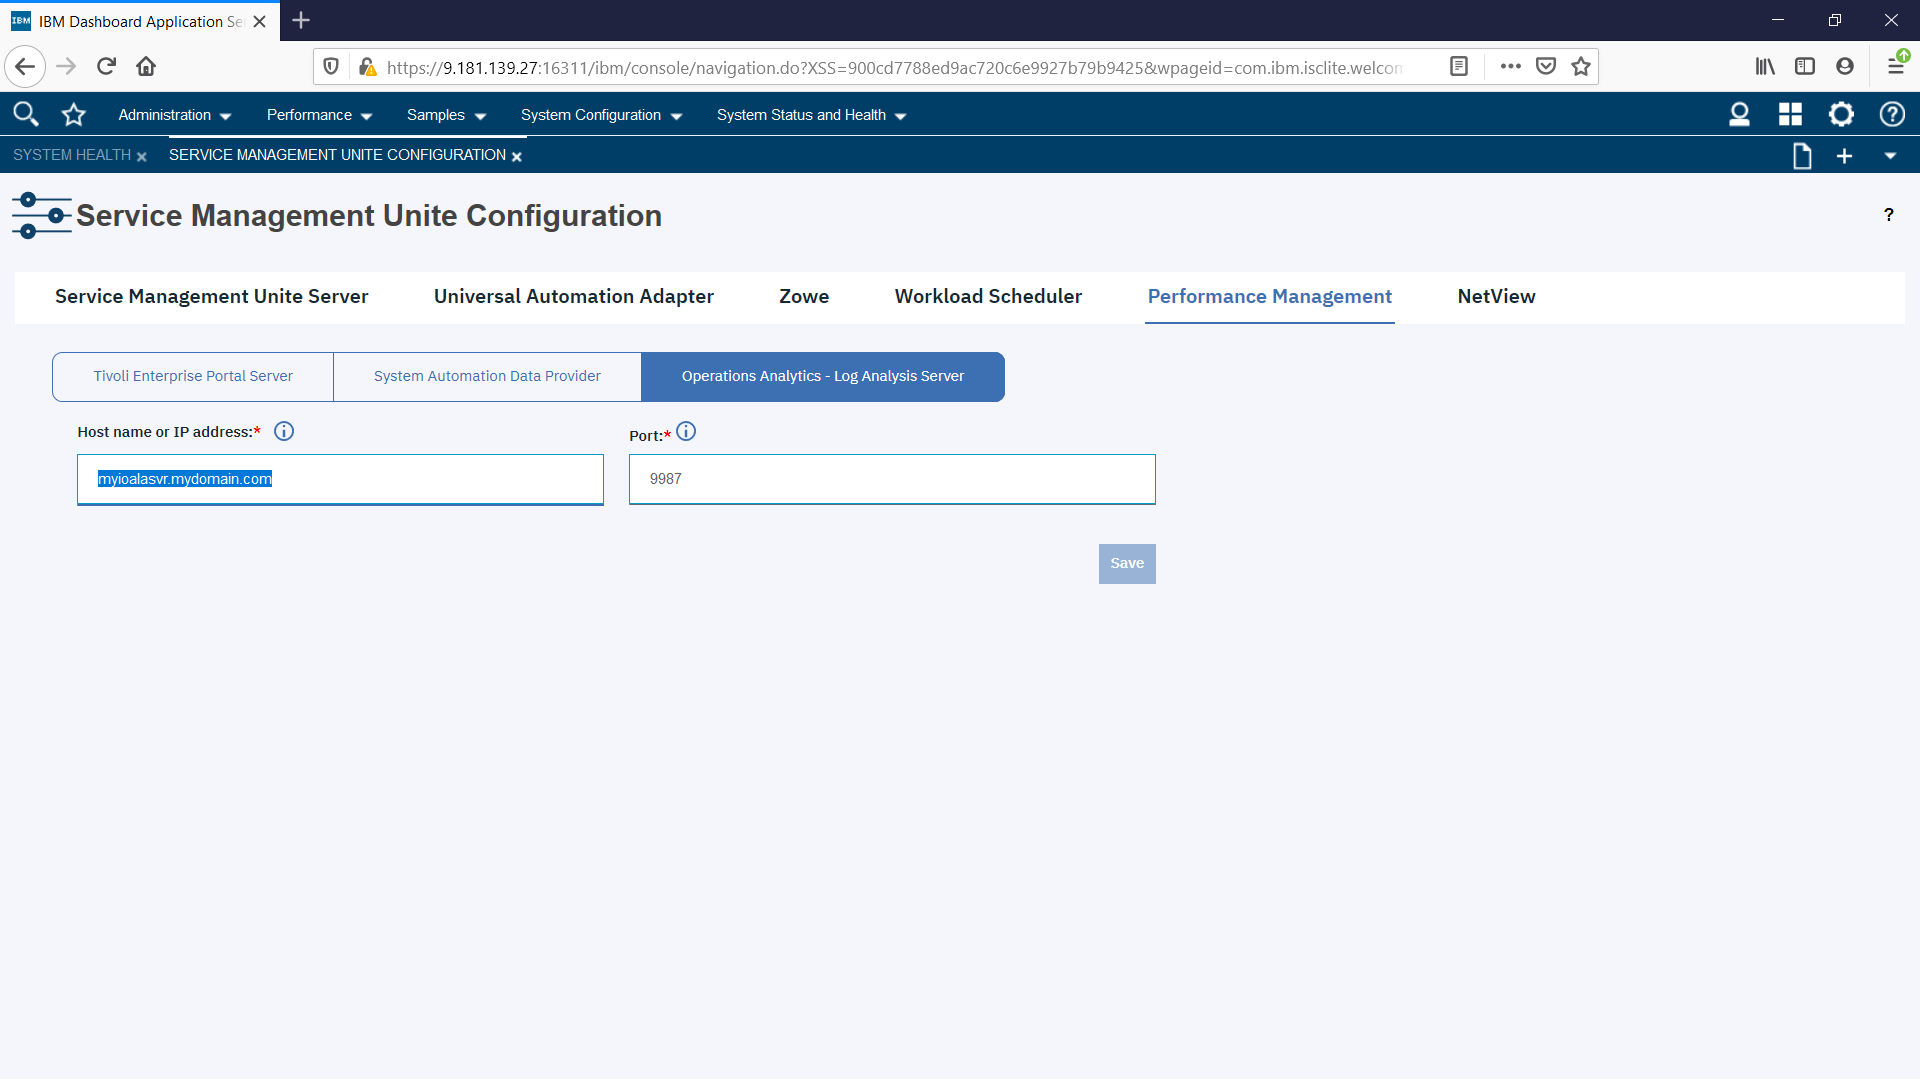 IBM IBM Dashboard Application Se
https://9.181.139.27:16311/ibm/console/navigation.do?XSS=900cd7788ed9ac720c6e9927b79b9425&wpageid=com.ibm.isclite.welcom
Administration Performance Samples System Configuration System Status and Health
SYSTEM HEALTH SERVICE MANAGEMENT UNITE CONFIGURATION
Service Management Unite Configuration ?
Service Management Unite Server Universal Automation Adapter Zowe Workload Scheduler Performance Management NetView
Tivoli Enterprise Portal Server System Automation Data Provider Operations Analytics - Log Analysis Server
Host name or IP address:* Port:*
myioalasvr.mydomain.com 9987
Save